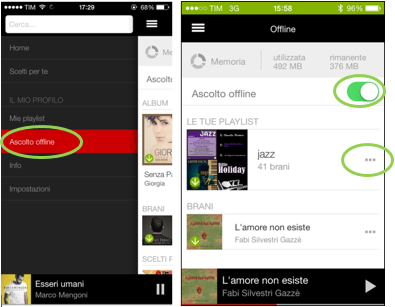 TIM 17:29 68%
Cerca...
Home
Scelti per te
IL MIO PROFILO
Mie playlist
Ascolto offline
Info
Impostazioni
Memoria
Ascolto
ALBUM
GIOR
Senza Pa
Giorgia
BRANI
SCELTI P
Esseri umani
Marco Mengoni
TIM 3G 15:58 96%
Offline
Memoria
utilizzata
492 MB
rimanente
376 MB
Ascolto offline
LE TUE PLAYLIST
JAZZ
Holiday
jazz
41 brani
BRANI
L'amore non esiste
Fabi Silvestri Gazzè
L'amore non esiste
Fabi Silvestri Gazzè